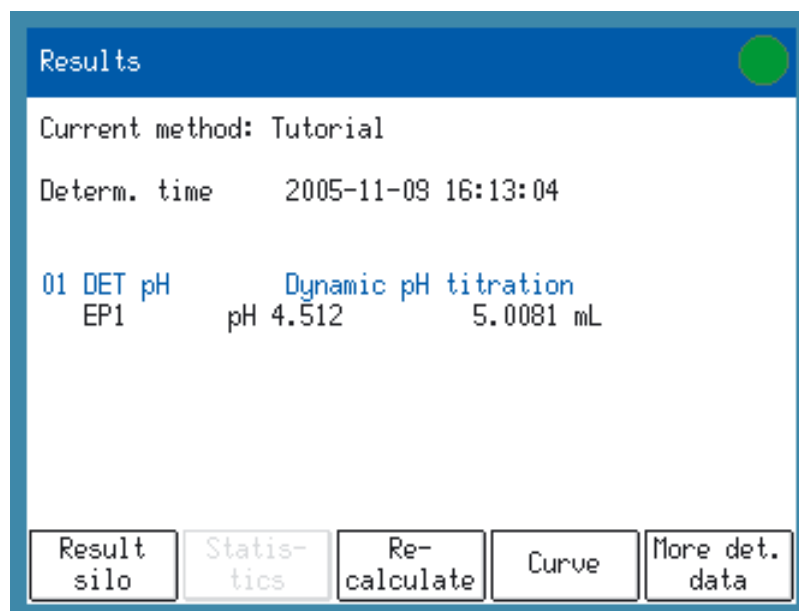 Results
Current method: Tutorial
Determ. time 2005-11-09 16:13:04
01 DET pH Dynamic pH titration
EP1 pH 4.512 5.0081 mL
Result silo
Statis-tics
Re-calculate
Curve
More det. data